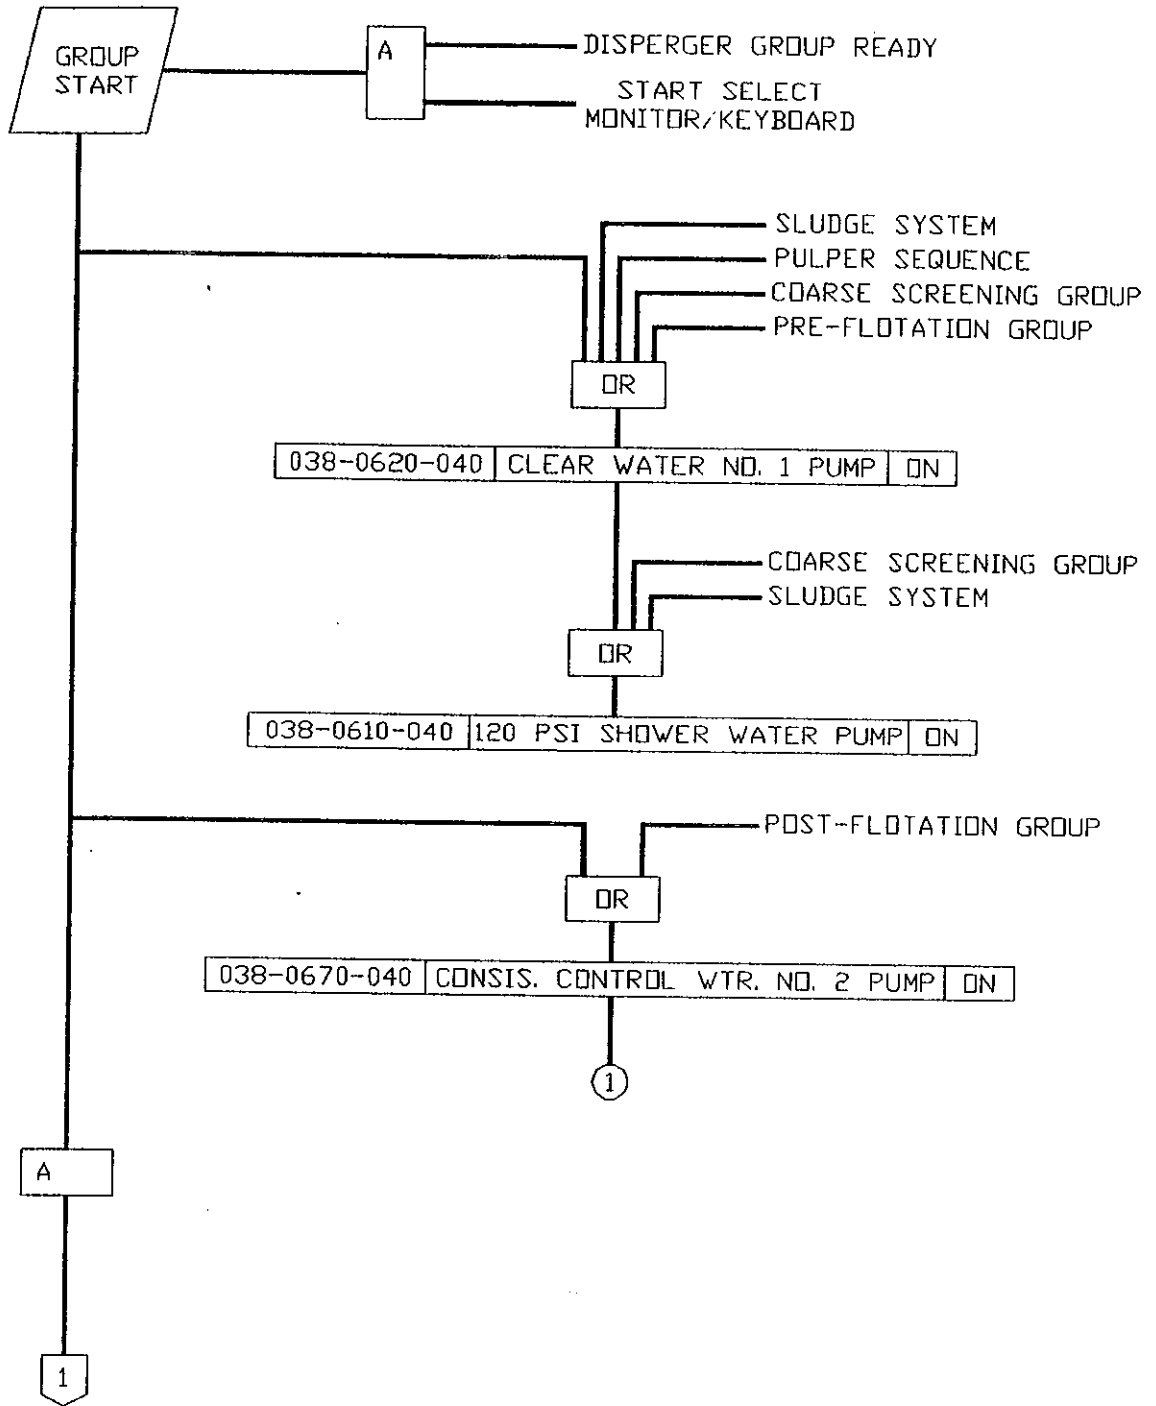 GROUP
START
A
DISPERGER GROUP READY
START SELECT
MONITOR/KEYBOARD
SLUDGE SYSTEM
PULPER SEQUENCE
COARSE SCREENING GROUP
PRE-FLOTATION GROUP
OR
038-0620-040 CLEAR WATER NO. 1 PUMP ON
COARSE SCREENING GROUP
SLUDGE SYSTEM
OR
038-0610-040 120 PSI SHOWER WATER PUMP ON
POST-FLOTATION GROUP
OR
038-0670-040 CONSIS. CONTROL WTR. NO. 2 PUMP ON
1
A
1